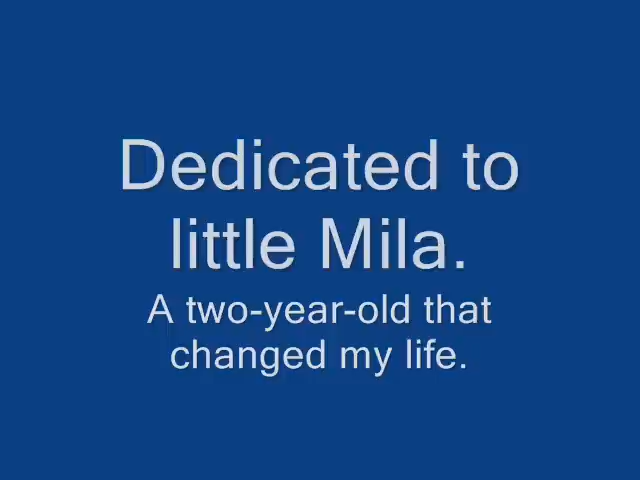 Dedicated to
little Mila.
A two-year-old that
changed my life.